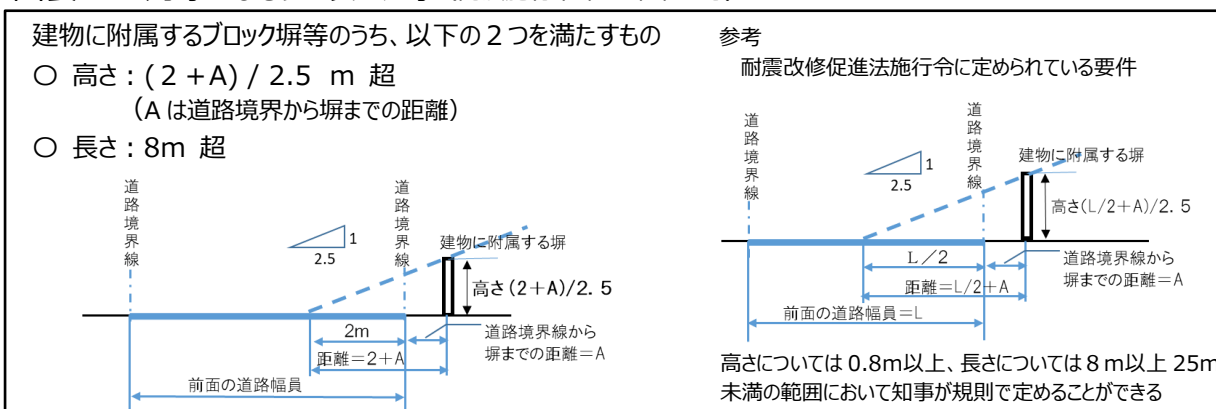 建物に附属するブロック塀等のうち、以下の２つを満たすもの
〇 高さ：( 2 +A) / 2.5 m 超
（A は道路境界から塀までの距離）
〇 長さ：8m 超
道路境界線
道路境界線
1
2.5
建物に附属する塀
高さ(2+A)/2.5
2m
距離＝2+A
道路境界線から
塀までの距離＝A
前面の道路幅員
参考
耐震改修促進法施行令に定められている要件
道路境界線
道路境界線
1
2.5
建物に附属する塀
高さ(L/2+A)/2.5
L／2
距離＝L/2+A
道路境界線から
塀までの距離＝A
前面の道路幅員＝L
高さについては 0.8m以上、長さについては８ｍ以上 25m
未満の範囲において知事が規則で定めることができる